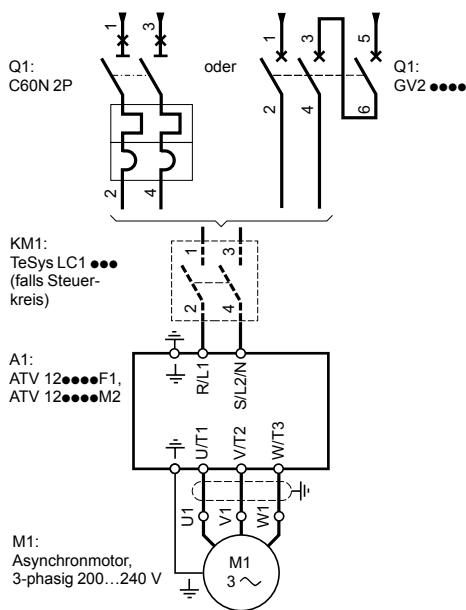 1 3 1 3 5
Q1:
C60N 2P
oder
Q1:
GV2 ●●●●
2 4 6
2 4
KM1:
TeSys LC1 ●●●
(falls Steuer-
kreis)
1 3
2 4
A1:
ATV 12●●●●F1,
ATV 12●●●●M2
R/L1 S/L2/N
U/T1 V/T2 W/T3
U1 V1 W1
M1:
Asynchronmotor,
3-phasig 200...240 V
M1
3 ~